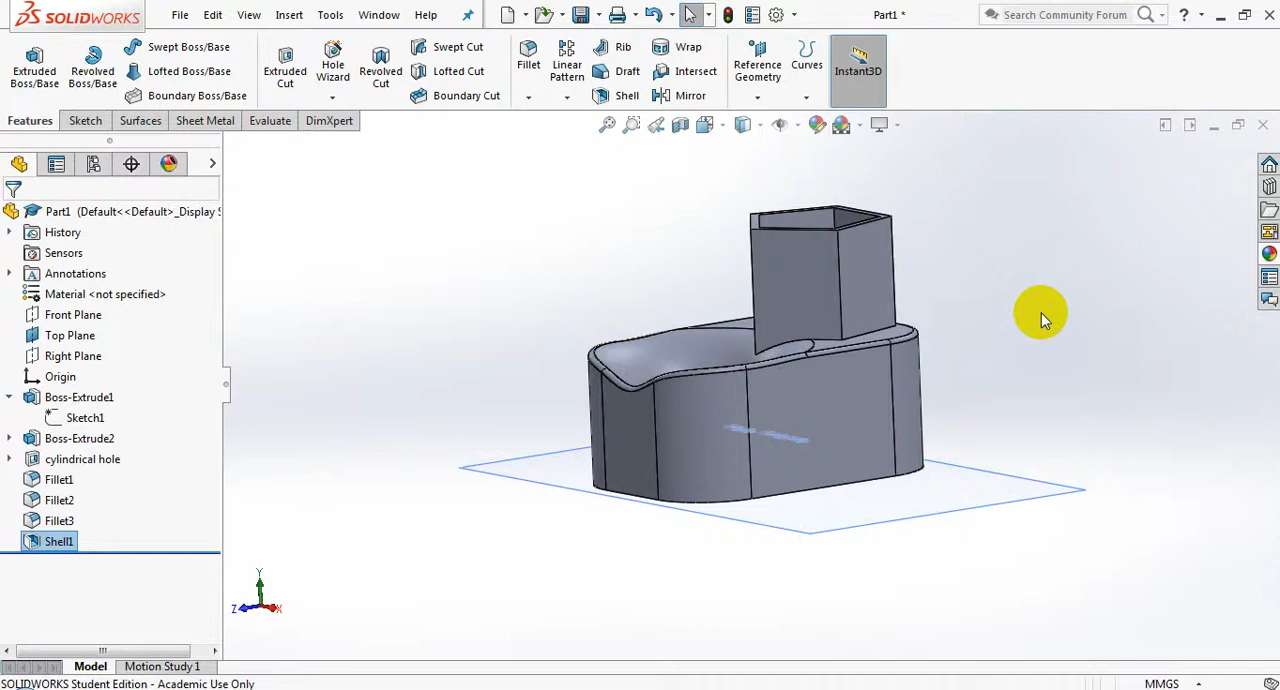 SOLIDWORKS File Edit View Insert Tools Window Help Part1 * Search Community Forum ?
Extruded Boss/Base
Revolved Boss/Base
Swept Boss/Base
Lofted Boss/Base
Boundary Boss/Base
Extruded Cut
Hole Wizard
Revolved Cut
Swept Cut
Lofted Cut
Boundary Cut
Fillet
Linear Pattern
Rib
Draft
Shell
Wrap
Intersect
Mirror
Reference Geometry
Curves
Instant3D
Features Sketch Surfaces Sheet Metal Evaluate DimXpert
Part1 (Default<<Default>_Display S
History
Sensors
Annotations
Material <not specified>
Front Plane
Top Plane
Right Plane
Origin
Boss-Extrude1
Sketch1
Boss-Extrude2
cylindrical hole
Fillet1
Fillet2
Fillet3
Shell1
Y
Z X
Model Motion Study 1
SOLIDWORKS Student Edition - Academic Use Only MMGS